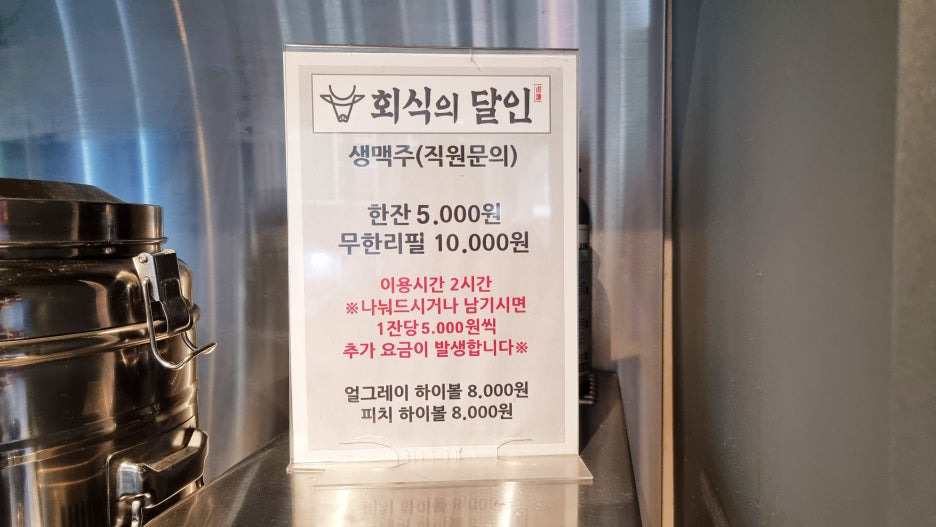 회식의 달인
생맥주(직원문의)
한잔 5.000원
무한리필 10.000원
이용시간 2시간
※나눠드시거나 남기시면
1잔당 5.000원씩
추가 요금이 발생합니다※
얼그레이 하이볼 8.000원
피치 하이볼 8.000원